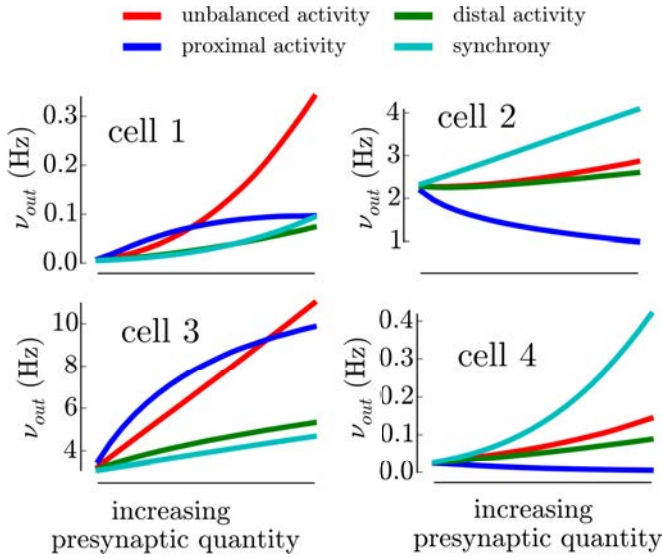 unbalanced activity
proximal activity
distal activity
synchrony
cell 1
ν_out (Hz)
0.3
0.2
0.1
0.0
cell 2
ν_out (Hz)
4
3
2
1
cell 3
ν_out (Hz)
10
8
6
4
increasing
presynaptic quantity
cell 4
ν_out (Hz)
0.4
0.3
0.2
0.1
0.0
increasing
presynaptic quantity